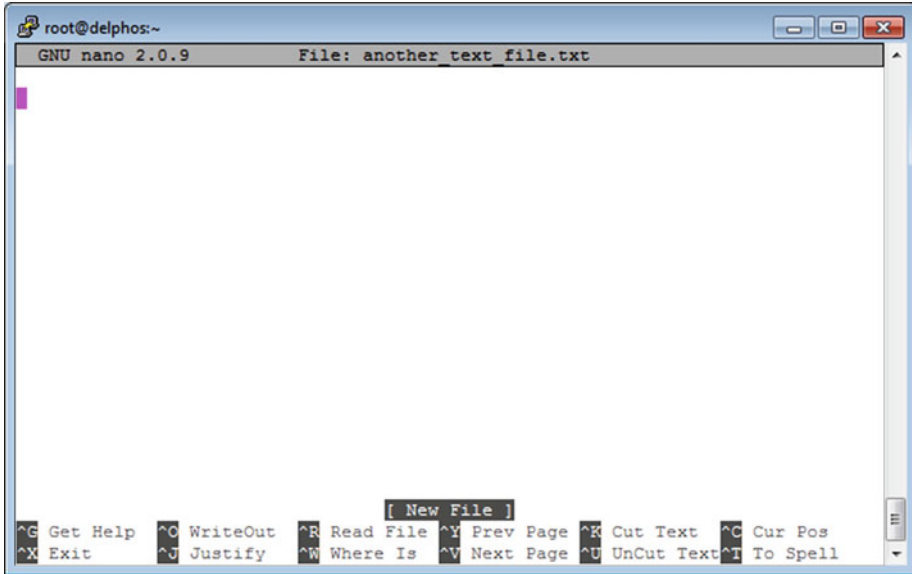 root@delphos:~
GNU nano 2.0.9 File: another_text_file.txt
[ New File ]
^G Get Help ^O WriteOut ^R Read File ^Y Prev Page ^K Cut Text ^C Cur Pos
^X Exit ^J Justify ^W Where Is ^V Next Page ^U UnCut Text^T To Spell